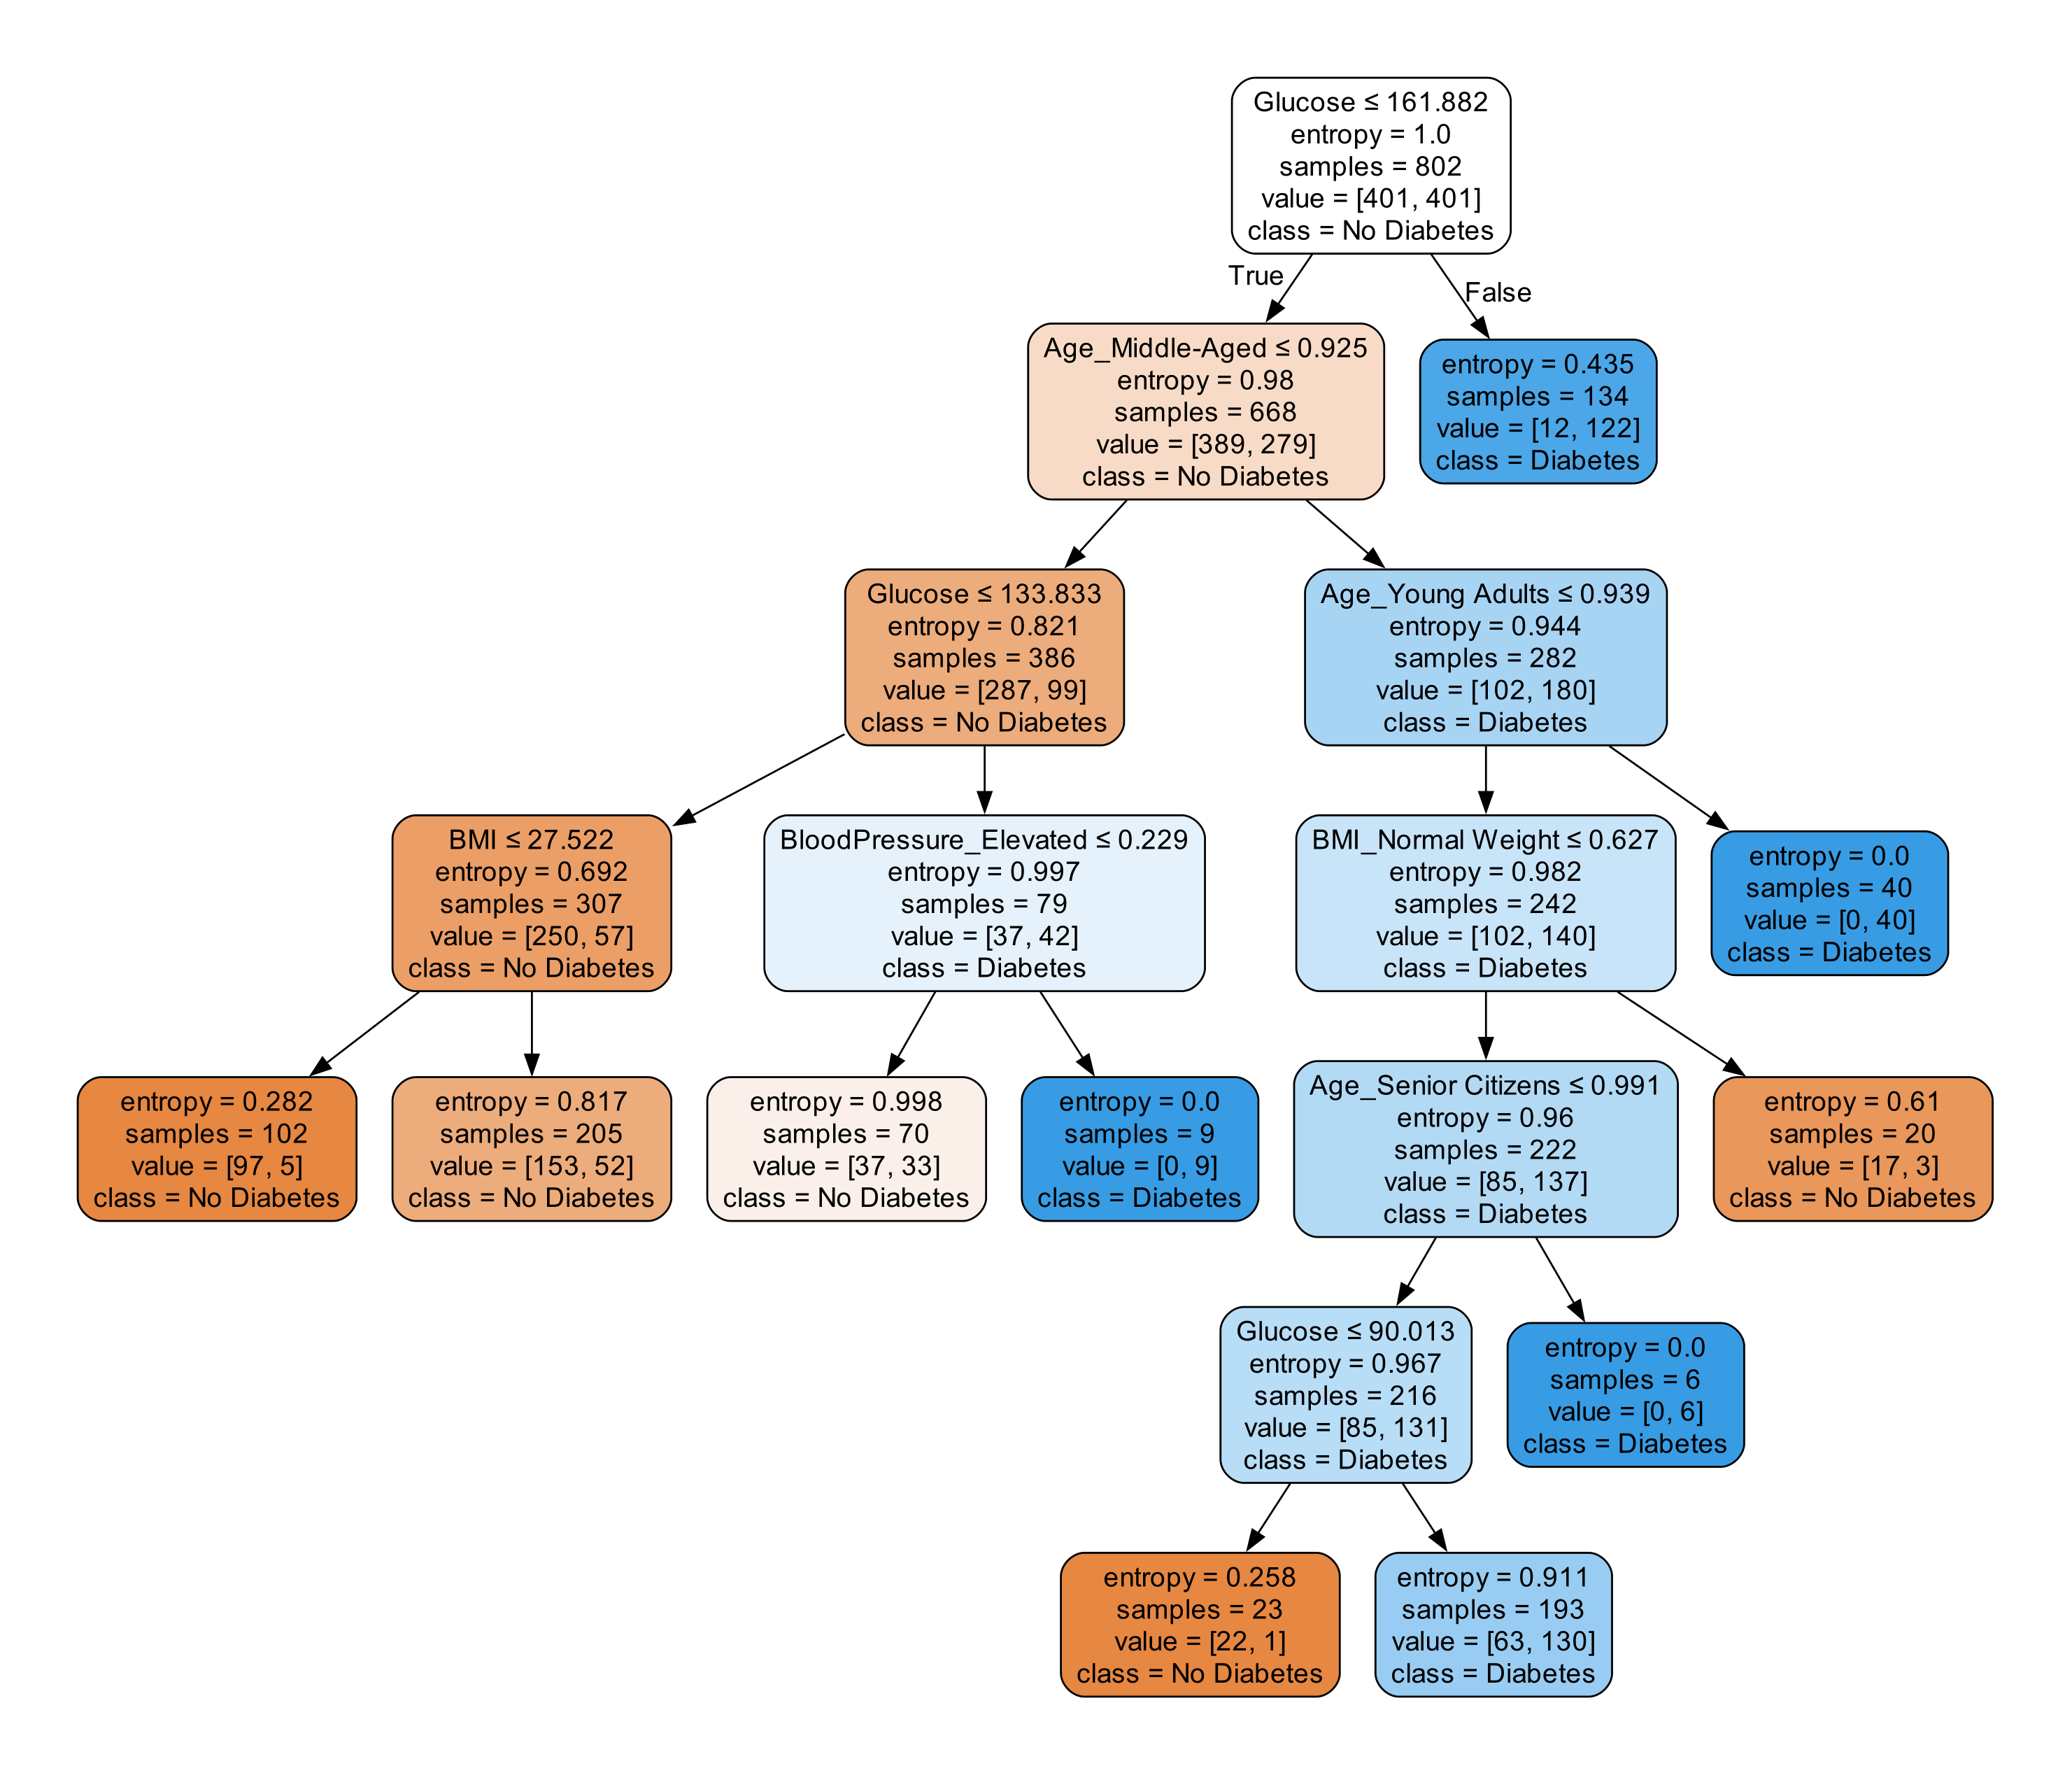 Glucose ≤ 161.882
entropy = 1.0
samples = 802
value = [401, 401]
class = No Diabetes
True
False
Age_Middle-Aged ≤ 0.925
entropy = 0.98
samples = 668
value = [389, 279]
class = No Diabetes
entropy = 0.435
samples = 134
value = [12, 122]
class = Diabetes
Glucose ≤ 133.833
entropy = 0.821
samples = 386
value = [287, 99]
class = No Diabetes
Age_Young Adults ≤ 0.939
entropy = 0.944
samples = 282
value = [102, 180]
class = Diabetes
BMI ≤ 27.522
entropy = 0.692
samples = 307
value = [250, 57]
class = No Diabetes
BloodPressure_Elevated ≤ 0.229
entropy = 0.997
samples = 79
value = [37, 42]
class = Diabetes
BMI_Normal Weight ≤ 0.627
entropy = 0.982
samples = 242
value = [102, 140]
class = Diabetes
entropy = 0.0
samples = 40
value = [0, 40]
class = Diabetes
entropy = 0.282
samples = 102
value = [97, 5]
class = No Diabetes
entropy = 0.817
samples = 205
value = [153, 52]
class = No Diabetes
entropy = 0.998
samples = 70
value = [37, 33]
class = No Diabetes
entropy = 0.0
samples = 9
value = [0, 9]
class = Diabetes
Age_Senior Citizens ≤ 0.991
entropy = 0.96
samples = 222
value = [85, 137]
class = Diabetes
entropy = 0.61
samples = 20
value = [17, 3]
class = No Diabetes
Glucose ≤ 90.013
entropy = 0.967
samples = 216
value = [85, 131]
class = Diabetes
entropy = 0.0
samples = 6
value = [0, 6]
class = Diabetes
entropy = 0.258
samples = 23
value = [22, 1]
class = No Diabetes
entropy = 0.911
samples = 193
value = [63, 130]
class = Diabetes